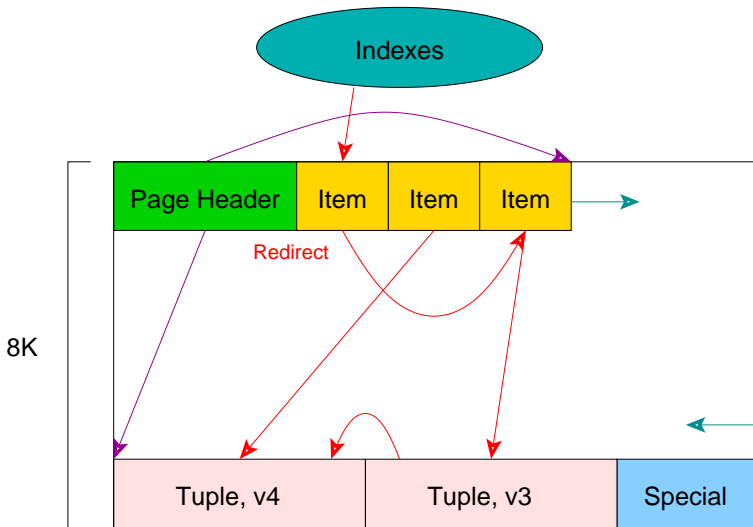 Indexes
Page Header Item Item Item
Redirect
8K
Tuple, v4 Tuple, v3 Special